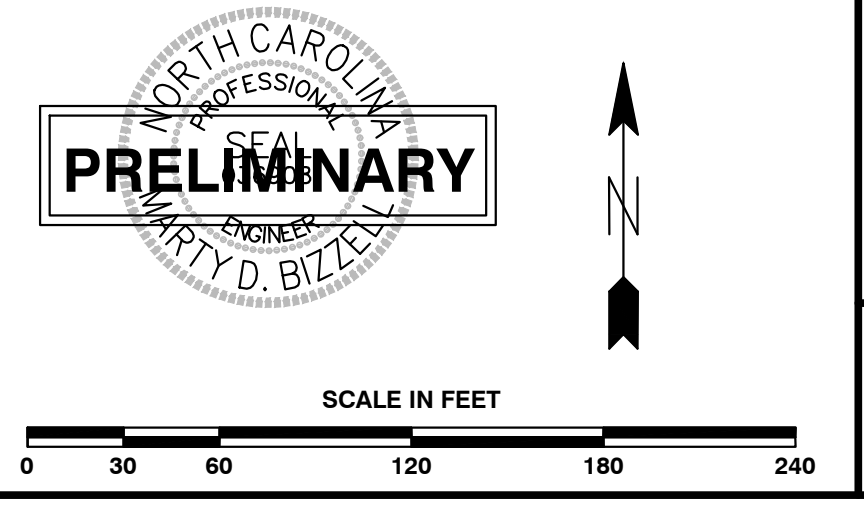 NORTH CAROLINA
PROFESSIONAL
SEAL
PRELIMINARY
ENGINEER
MARTY D. BIZZELL
N
SCALE IN FEET
0 30 60 120 180 240